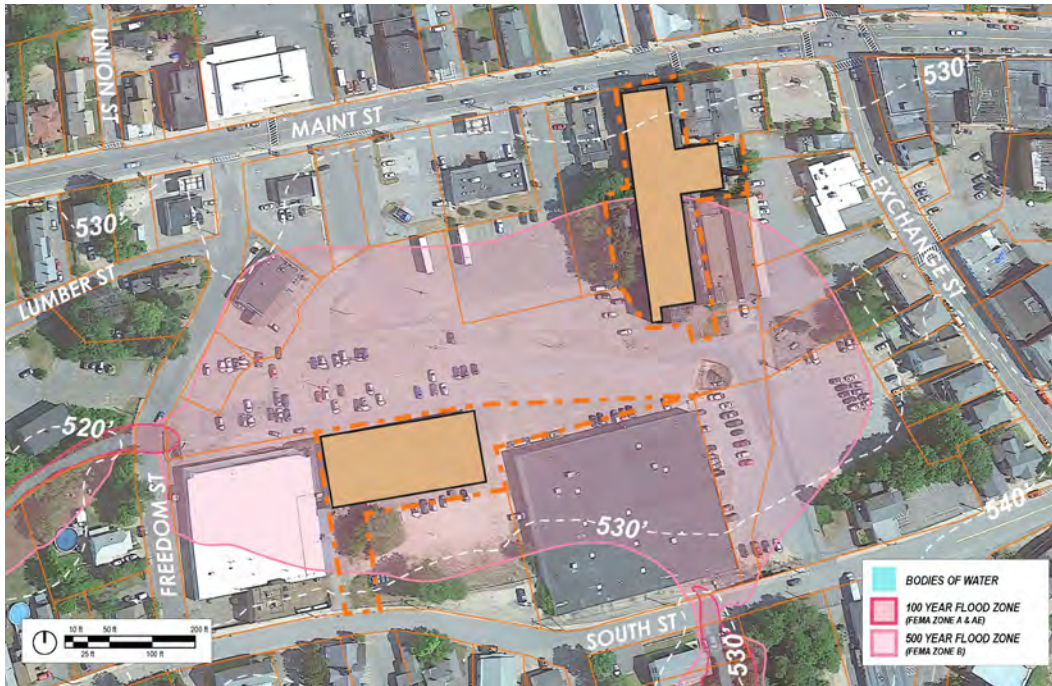 UNION ST
MAINT ST
530'
530'
LUMBER ST
EXCHANGE ST
520'
FREEDOM ST
530'
540'
SOUTH ST
530'
10 ft 50 ft 200 ft
25 ft 100 ft
BODIES OF WATER
100 YEAR FLOOD ZONE
(FEMA ZONE A & AE)
500 YEAR FLOOD ZONE
(FEMA ZONE B)